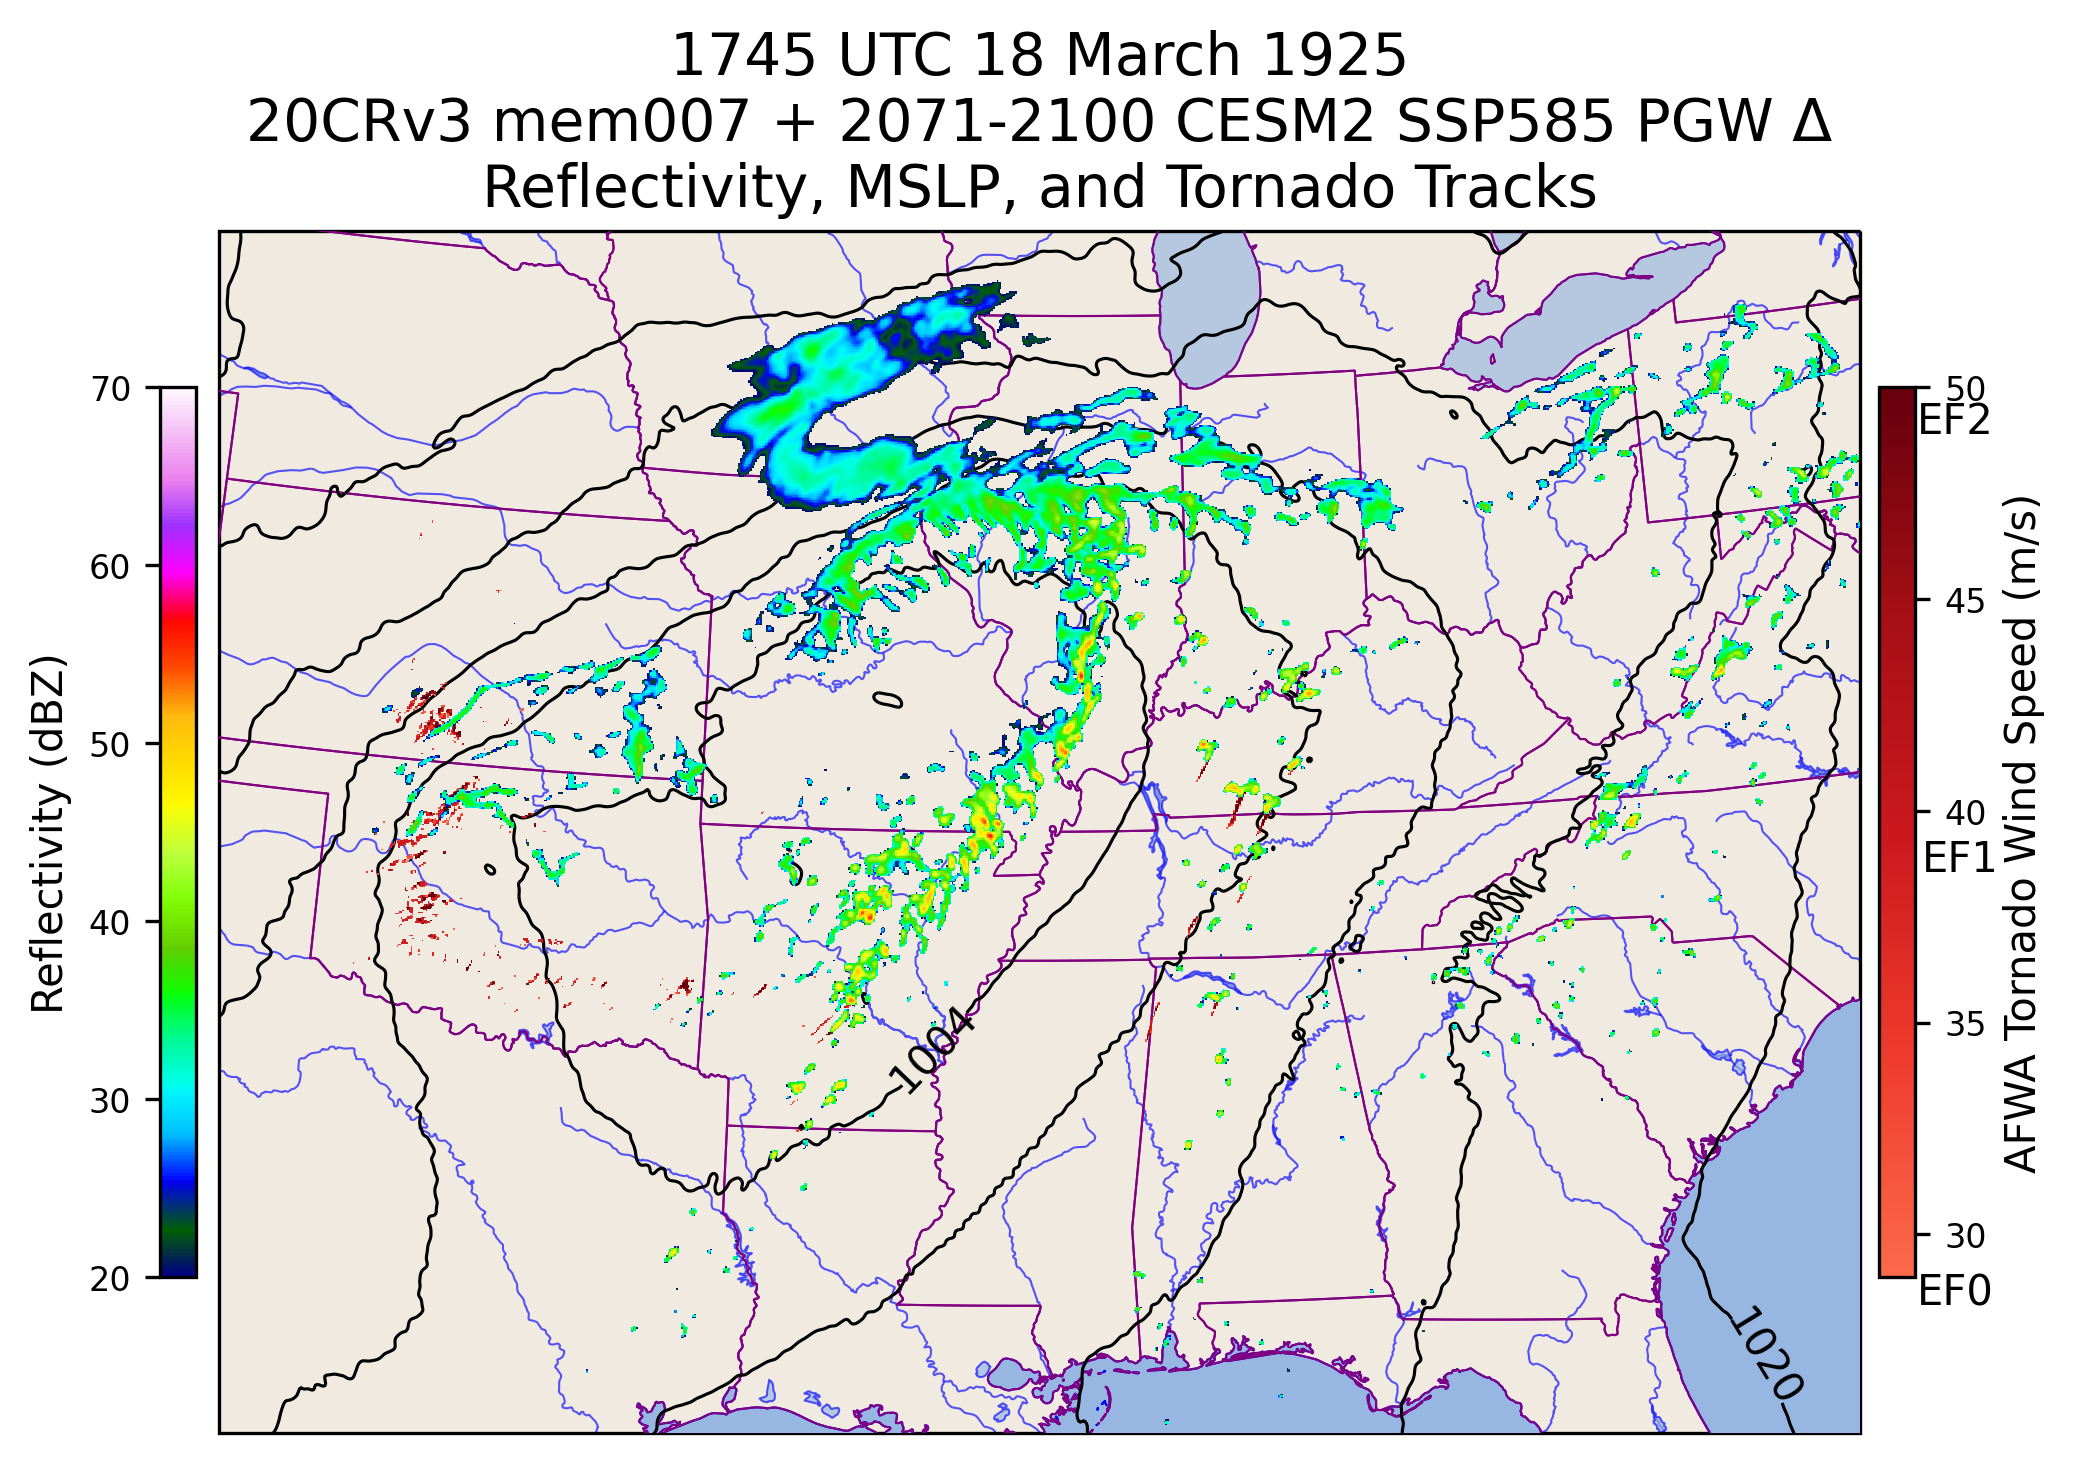 1745 UTC 18 March 1925
20CRv3 mem007 + 2071-2100 CESM2 SSP585 PGW Δ
Reflectivity, MSLP, and Tornado Tracks
70
60
50
40
30
20
Reflectivity (dBZ)
1004
1020
50
EF2
45
40
EF1
35
30
EF0
AFWA Tornado Wind Speed (m/s)